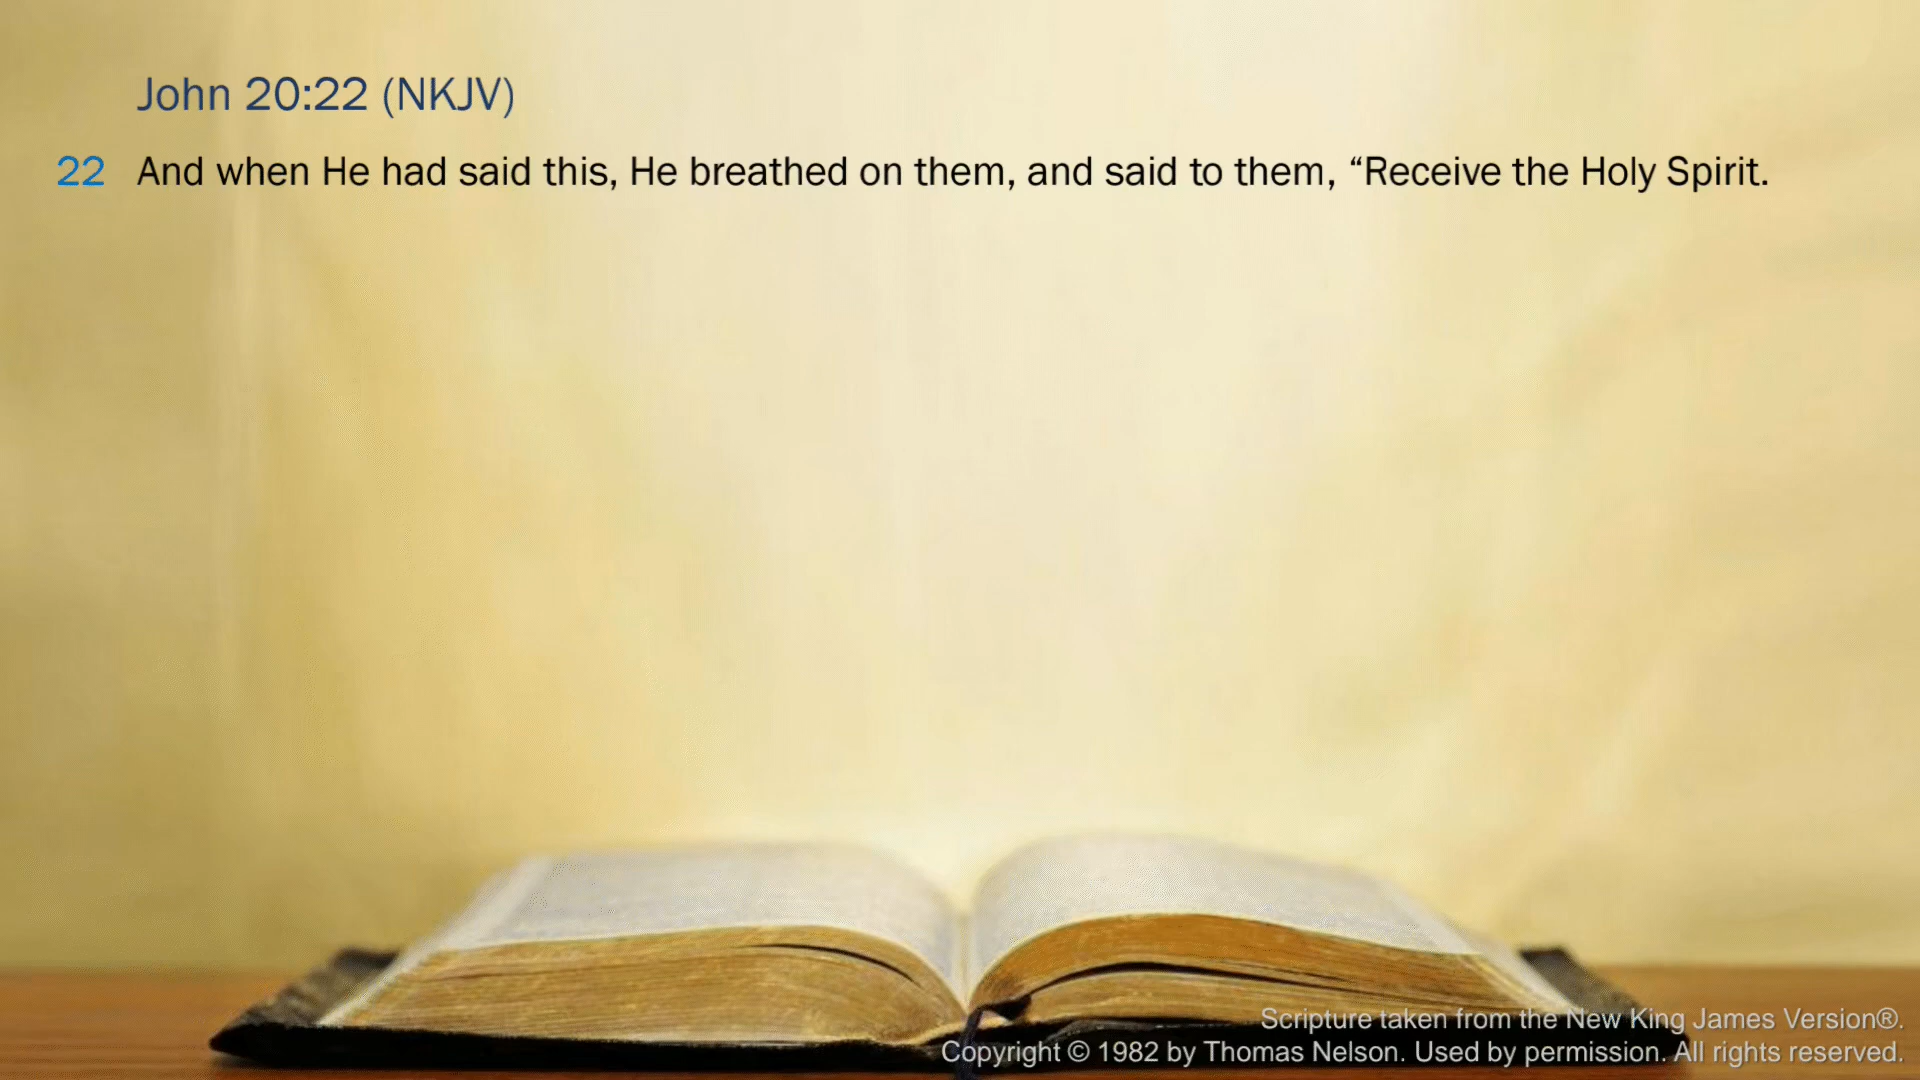 John 20:22 (NKJV)
22 And when He had said this, He breathed on them, and said to them, “Receive the Holy Spirit.
Scripture taken from the New King James Version®.
Copyright © 1982 by Thomas Nelson. Used by permission. All rights reserved.